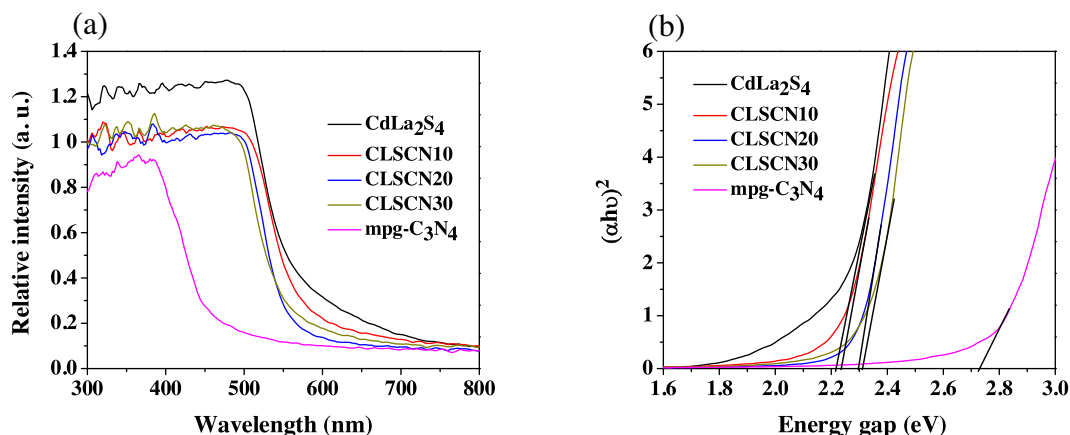 (a)
1.4
1.2
1.0
0.8
0.6
0.4
0.2
0.0
Relative intensity (a. u.)
CdLa₂S₄
CLSCN10
CLSCN20
CLSCN30
mpg-C₃N₄
300 400 500 600 700 800
Wavelength (nm)
(b)
6
5
4
3
2
1
0
(αhυ)²
CdLa₂S₄
CLSCN10
CLSCN20
CLSCN30
mpg-C₃N₄
1.6 1.8 2.0 2.2 2.4 2.6 2.8 3.0
Energy gap (eV)